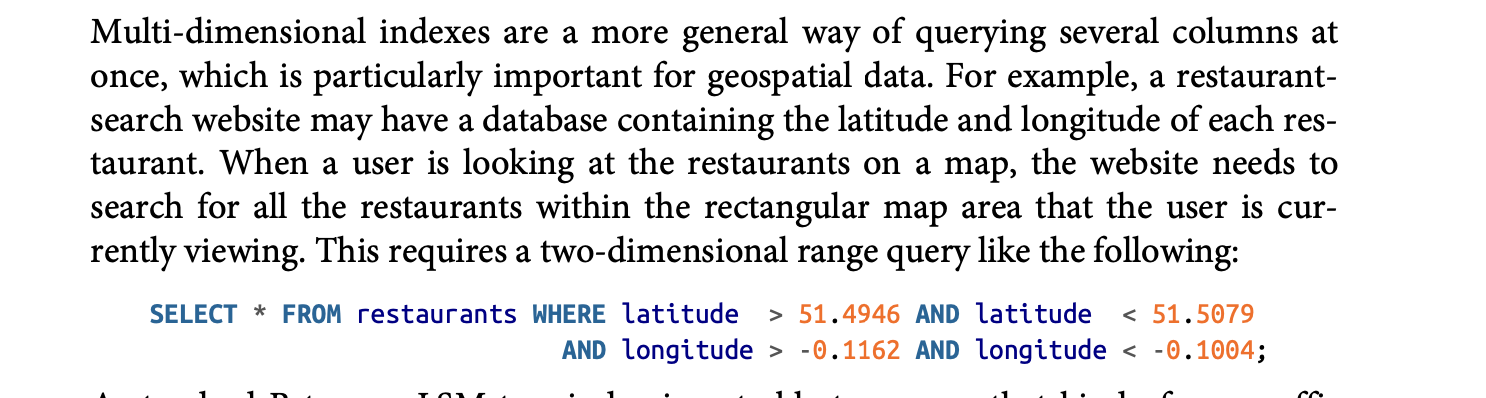 Multi-dimensional indexes are a more general way of querying several columns at
once, which is particularly important for geospatial data. For example, a restaurant-
search website may have a database containing the latitude and longitude of each res-
taurant. When a user is looking at the restaurants on a map, the website needs to
search for all the restaurants within the rectangular map area that the user is cur-
rently viewing. This requires a two-dimensional range query like the following:
SELECT * FROM restaurants WHERE latitude > 51.4946 AND latitude < 51.5079
AND longitude > -0.1162 AND longitude < -0.1004;